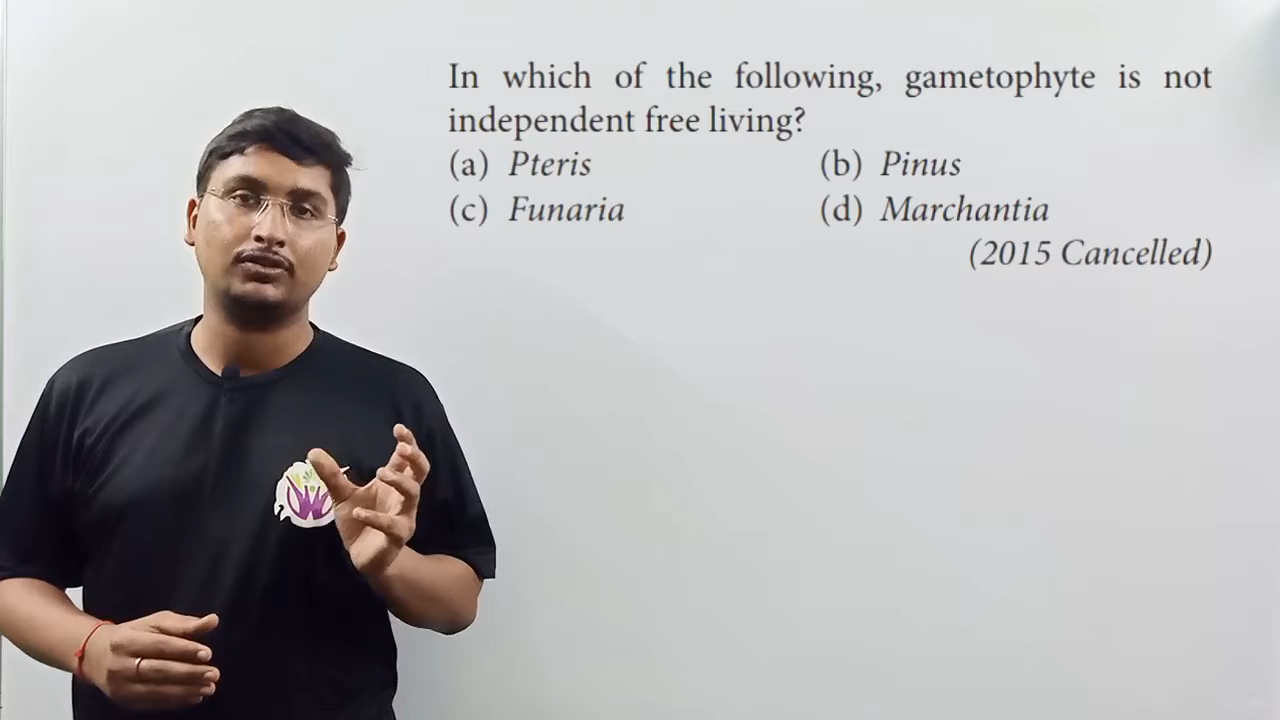 In which of the following, gametophyte is not
independent free living?
(a) Pteris (b) Pinus
(c) Funaria (d) Marchantia
(2015 Cancelled)